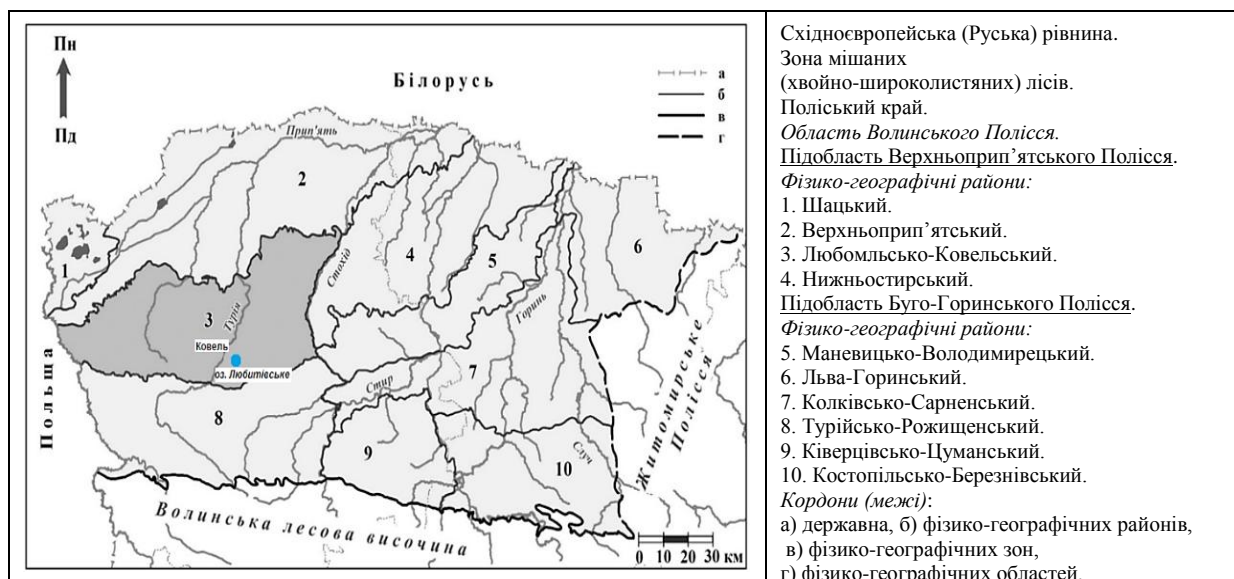 Пн
Пд
Білорусь
а
б
в
г
Прип'ять
2
1
Стохід
4
5
6
3
Турія
Горинь
Ковель
оз. Любитівське
Польща
Стир
7
8
9
Случ
10
Житомирське
Полісся
Волинська лесова височина
0 10 20 30 км
Східноєвропейська (Руська) рівнина.
Зона мішаних
(хвойно-широколистяних) лісів.
Поліський край.
Область Волинського Полісся.
Підобласть Верхньоприп’ятського Полісся.
Фізико-географічні райони:
1. Шацький.
2. Верхньоприп’ятський.
3. Любомльсько-Ковельський.
4. Нижньостирський.
Підобласть Буго-Горинського Полісся.
Фізико-географічні райони:
5. Маневицько-Володимирецький.
6. Льва-Горинський.
7. Колківсько-Сарненський.
8. Турійсько-Рожищенський.
9. Ківерцівсько-Цуманський.
10. Костопільсько-Березнівський.
Кордони (межі):
а) державна, б) фізико-географічних районів,
в) фізико-географічних зон,
г) фізико-географічних областей.